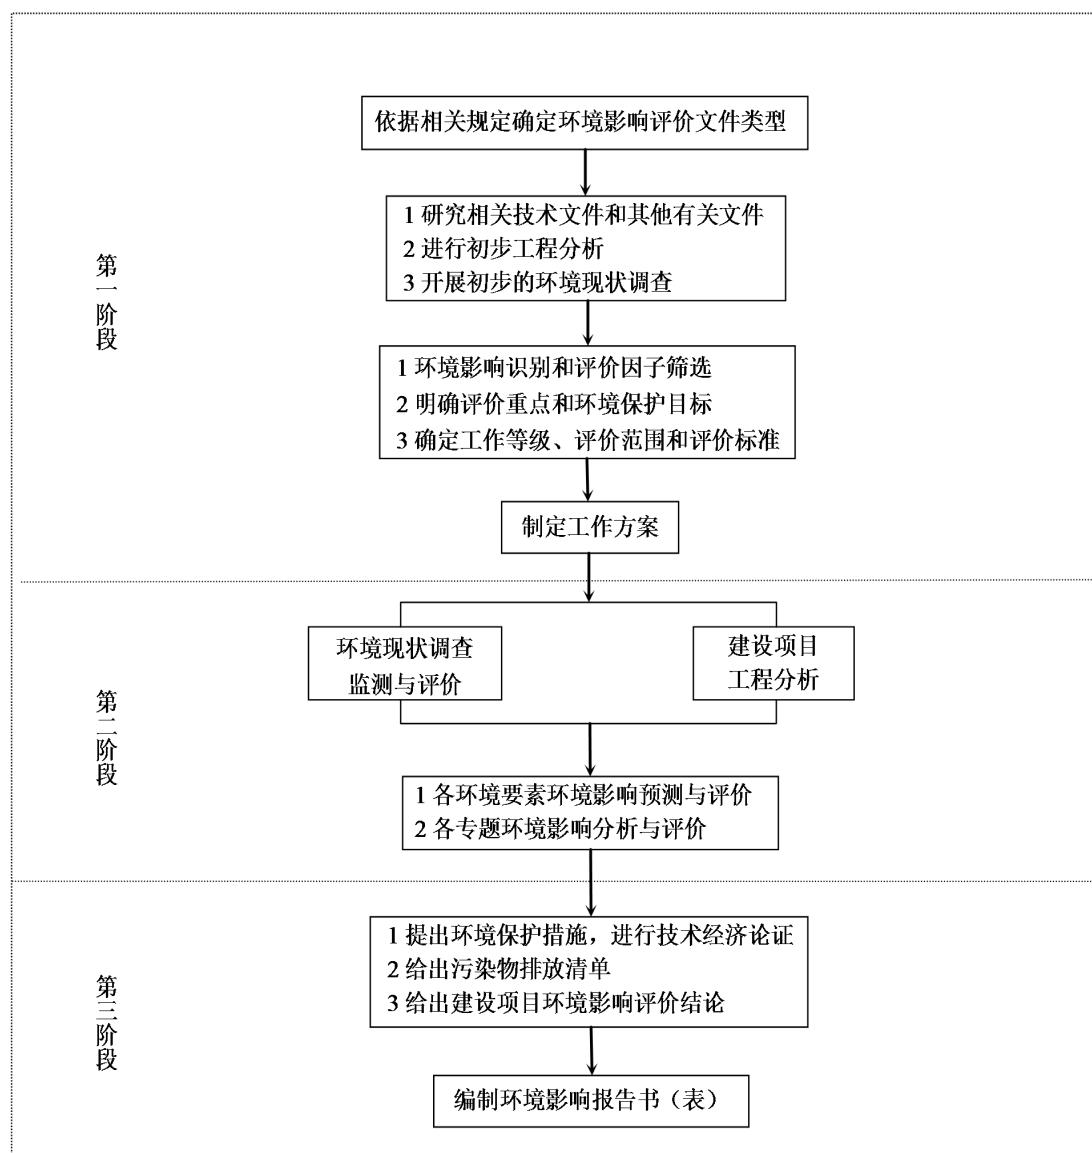 依据相关规定确定环境影响评价文件类型
1 研究相关技术文件和其他有关文件
2 进行初步工程分析
3 开展初步的环境现状调查
第一阶段
1 环境影响识别和评价因子筛选
2 明确评价重点和环境保护目标
3 确定工作等级、评价范围和评价标准
制定工作方案
环境现状调查
监测与评价
建设项目
工程分析
第二阶段
1 各环境要素环境影响预测与评价
2 各专题环境影响分析与评价
1 提出环境保护措施，进行技术经济论证
2 给出污染物排放清单
3 给出建设项目环境影响评价结论
第三阶段
编制环境影响报告书（表）